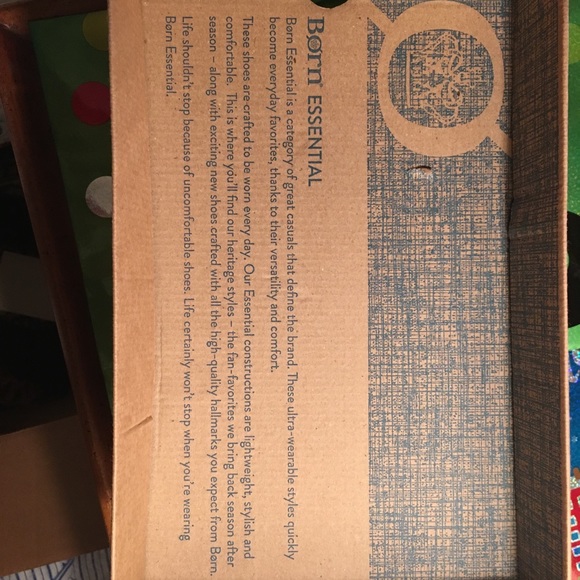 Børn ESSENTIAL
Børn Essential is a category of great casuals that define the brand. These ultra-wearable styles quickly
become everyday favorites, thanks to their versatility and comfort.
These shoes are crafted to be worn every day. Our Essential constructions are lightweight, stylish and
comfortable. This is where you'll find our heritage styles – the fan-favorites we bring back season after
season – along with exciting new shoes crafted with all the high-quality hallmarks you expect from Børn.
Life shouldn't stop because of uncomfortable shoes. Life certainly won't stop when you're wearing
Børn Essential.